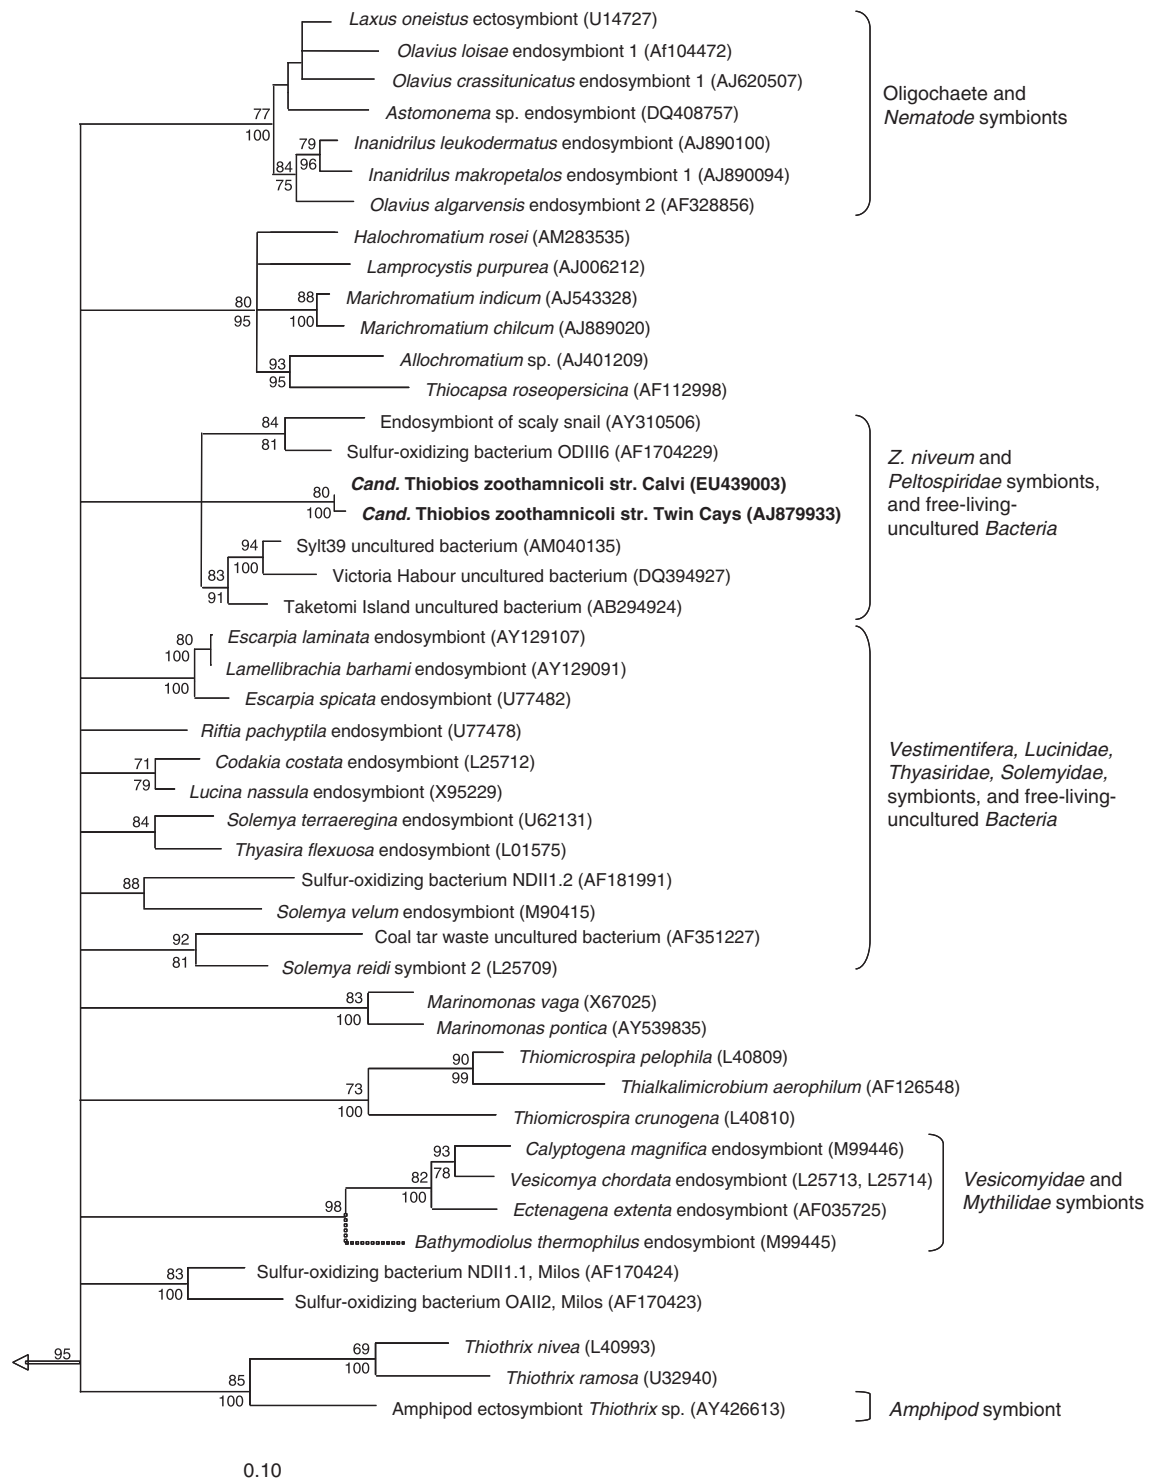 Laxus oneistus ectosymbiont (U14727)
Olavius loisae endosymbiont 1 (Af104472)
Olavius crassitunicatus endosymbiont 1 (AJ620507)
Astomonema sp. endosymbiont (DQ408757)
77
100
Inanidrilus leukodermatus endosymbiont (AJ890100)
79
96
Inanidrilus makropetalos endosymbiont 1 (AJ890094)
84
75
Olavius algarvensis endosymbiont 2 (AF328856)
Oligochaete and
Nematode symbionts
Halochromatium rosei (AM283535)
Lamprocystis purpurea (AJ006212)
80
95
88
100
Marichromatium indicum (AJ543328)
Marichromatium chilcum (AJ889020)
93
95
Allochromatium sp. (AJ401209)
Thiocapsa roseopersicina (AF112998)
84
81
Endosymbiont of scaly snail (AY310506)
Sulfur-oxidizing bacterium ODIII6 (AF1704229)
80
100
Cand. Thiobios zoothamnicoli str. Calvi (EU439003)
Cand. Thiobios zoothamnicoli str. Twin Cays (AJ879933)
94
100
Sylt39 uncultured bacterium (AM040135)
Victoria Habour uncultured bacterium (DQ394927)
83
91
Taketomi Island uncultured bacterium (AB294924)
Z. niveum and
Peltospiridae symbionts,
and free-living-
uncultured Bacteria
80
100
Escarpia laminata endosymbiont (AY129107)
Lamellibrachia barhami endosymbiont (AY129091)
100
Escarpia spicata endosymbiont (U77482)
Riftia pachyptila endosymbiont (U77478)
71
79
Codakia costata endosymbiont (L25712)
Lucina nassula endosymbiont (X95229)
84
Solemya terraeregina endosymbiont (U62131)
Thyasira flexuosa endosymbiont (L01575)
88
Sulfur-oxidizing bacterium NDII1.2 (AF181991)
Solemya velum endosymbiont (M90415)
92
81
Coal tar waste uncultured bacterium (AF351227)
Solemya reidi symbiont 2 (L25709)
Vestimentifera, Lucinidae,
Thyasiridae, Solemyidae,
symbionts, and free-living-
uncultured Bacteria
83
100
Marinomonas vaga (X67025)
Marinomonas pontica (AY539835)
90
99
Thiomicrospira pelophila (L40809)
Thialkalimicrobium aerophilum (AF126548)
73
100
Thiomicrospira crunogena (L40810)
93
78
Calyptogena magnifica endosymbiont (M99446)
Vesicomya chordata endosymbiont (L25713, L25714)
82
100
Ectenagena extenta endosymbiont (AF035725)
98
Bathymodiolus thermophilus endosymbiont (M99445)
Vesicomyidae and
Mythilidae symbionts
83
100
Sulfur-oxidizing bacterium NDII1.1, Milos (AF170424)
Sulfur-oxidizing bacterium OAII2, Milos (AF170423)
95
69
100
Thiothrix nivea (L40993)
Thiothrix ramosa (U32940)
85
100
Amphipod ectosymbiont Thiothrix sp. (AY426613)
Amphipod symbiont
0.10